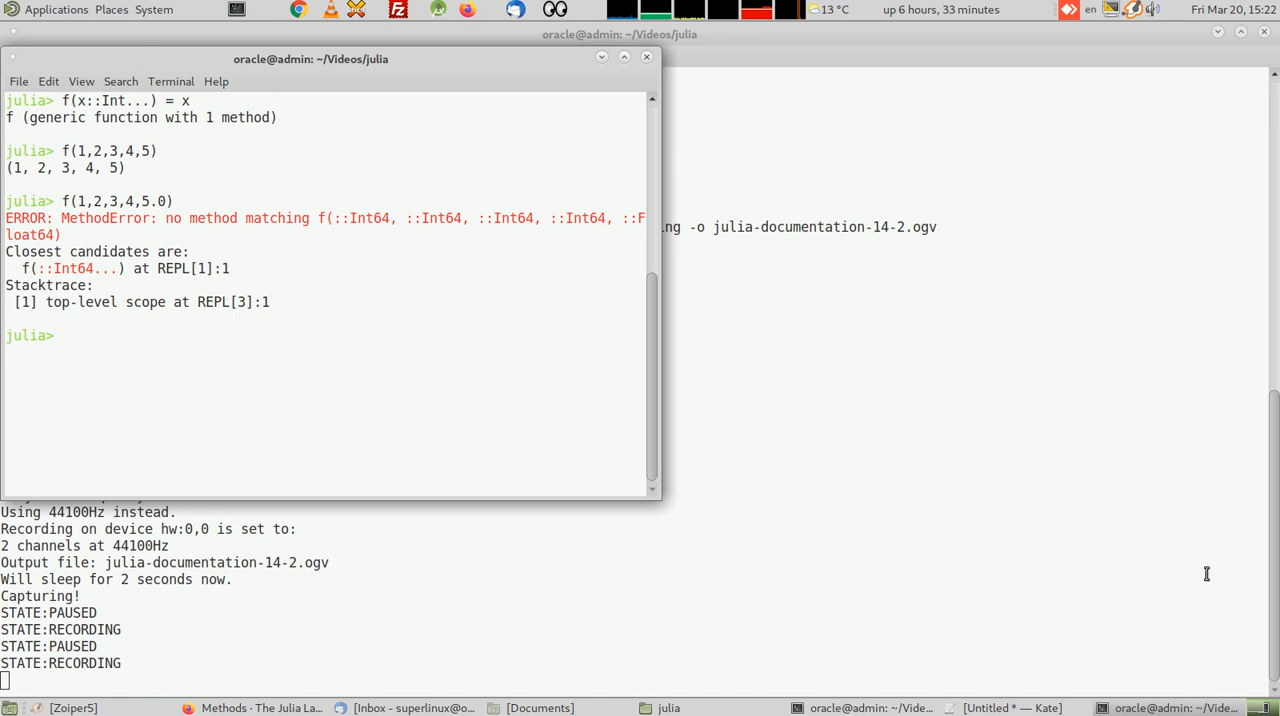 Applications Places System
13 °C
up 6 hours, 33 minutes
en
Fri Mar 20, 15:22
oracle@admin: ~/Videos/julia
oracle@admin: ~/Videos/julia
File Edit View Search Terminal Help
julia> f(x::Int...) = x
f (generic function with 1 method)
julia> f(1,2,3,4,5)
(1, 2, 3, 4, 5)
julia> f(1,2,3,4,5.0)
ERROR: MethodError: no method matching f(::Int64, ::Int64, ::Int64, ::Int64, ::F
loat64)
ng -o julia-documentation-14-2.ogv
Closest candidates are:
f(::Int64...) at REPL[1]:1
Stacktrace:
[1] top-level scope at REPL[3]:1
julia>
Using 44100Hz instead.
Recording on device hw:0,0 is set to:
2 channels at 44100Hz
Output file: julia-documentation-14-2.ogv
Will sleep for 2 seconds now.
Capturing!
STATE:PAUSED
STATE:RECORDING
STATE:PAUSED
STATE:RECORDING
[Zoiper5]
Methods · The Julia La...
[Inbox - superlinux@o...
[Documents]
julia
oracle@admin: ~/Vide...
[Untitled * — Kate]
oracle@admin: ~/Vide...